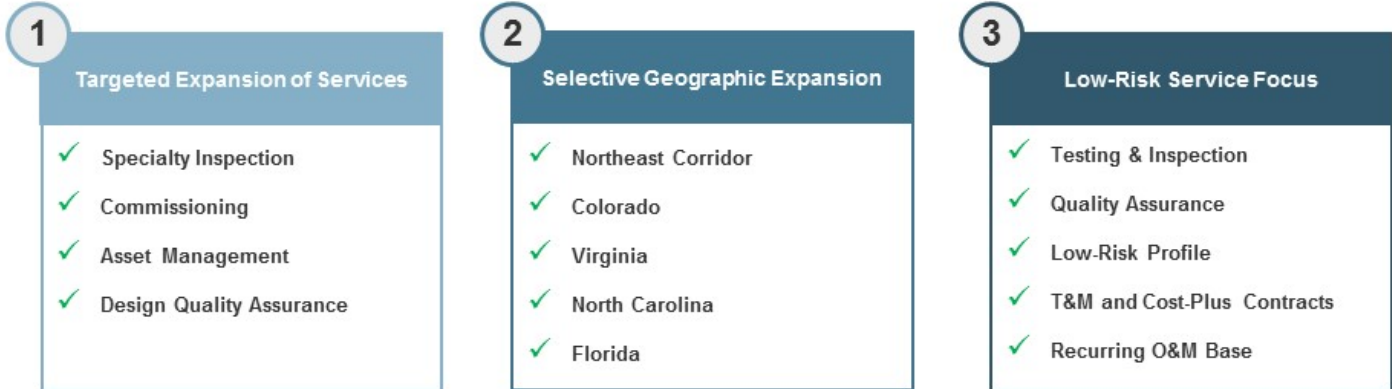 1
Targeted Expansion of Services
Specialty Inspection
Commissioning
Asset Management
Design Quality Assurance
2
Selective Geographic Expansion
Northeast Corridor
Colorado
Virginia
North Carolina
Florida
3
Low-Risk Service Focus
Testing & Inspection
Quality Assurance
Low-Risk Profile
T&M and Cost-Plus Contracts
Recurring O&M Base